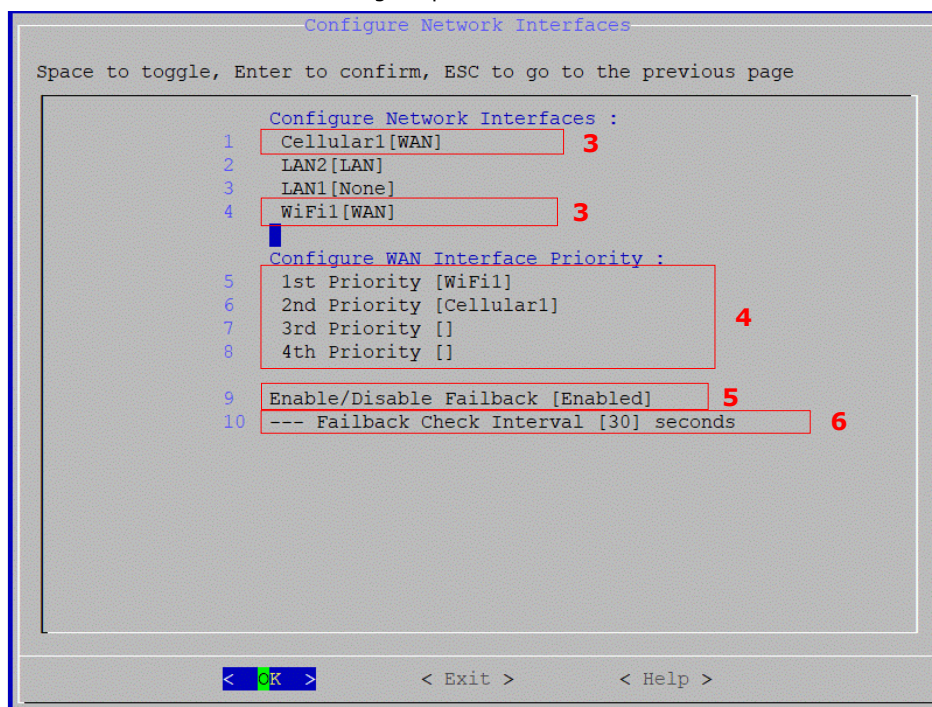 Configure Network Interfaces
Space to toggle, Enter to confirm, ESC to go to the previous page
Configure Network Interfaces :
1 Cellular1[WAN] 3
2 LAN2[LAN]
3 LAN1[None]
4 WiFi1[WAN] 3
Configure WAN Interface Priority :
5 1st Priority [WiFi1]
6 2nd Priority [Cellular1]
7 3rd Priority [] 4
8 4th Priority []
9 Enable/Disable Failback [Enabled] 5
10 --- Failback Check Interval [30] seconds 6
< OK > < Exit > < Help >